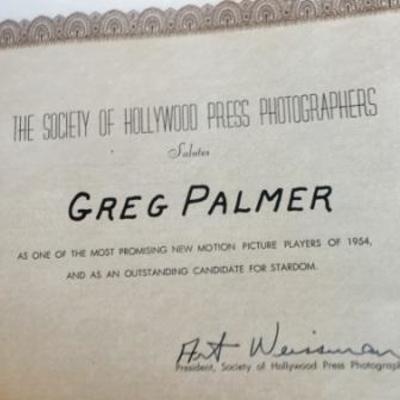 THE SOCIETY OF HOLLYWOOD PRESS PHOTOGRAPHERS
Salutes
GREG PALMER
AS ONE OF THE MOST PROMISING NEW MOTION PICTURE PLAYERS OF 1954,
AND AS AN OUTSTANDING CANDIDATE FOR STARDOM.
Art Weissman
President, Society of Hollywood Press Photograp